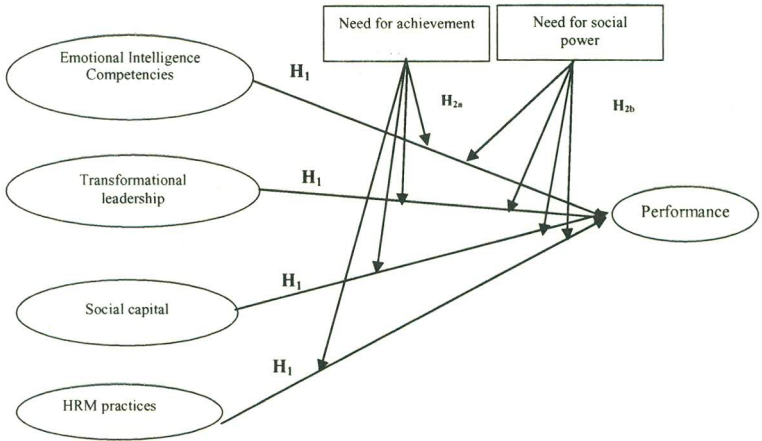 Need for achievement
Need for social
power
Emotional Intelligence
Competencies
H₁
H₂ₐ
H₂b
Transformational
leadership
H₁
Performance
Social capital
H₁
HRM practices
H₁